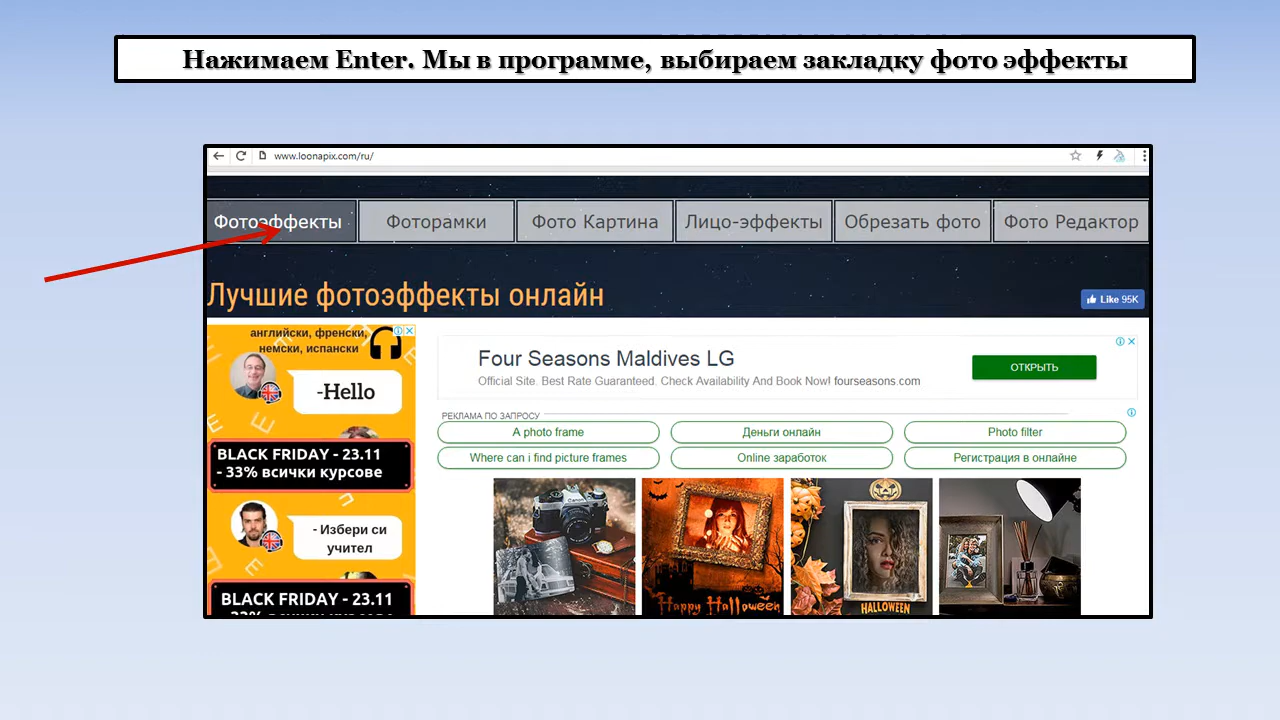 Нажимаем Enter. Мы в программе, выбираем закладку фото эффекты
www.loonapix.com/ru/
Фотоэффекты
Фоторамки
Фото Картина
Лицо-эффекты
Обрезать фото
Фото Редактор
Лучшие фотоэффекты онлайн
Like 95K
английски, френски,
немски, испански
-Hello
BLACK FRIDAY - 23.11
- 33% всички курсове
- Избери си
учител
BLACK FRIDAY - 23.11
Four Seasons Maldives LG
Official Site. Best Rate Guaranteed. Check Availability And Book Now! fourseasons.com
ОТКРЫТЬ
РЕКЛАМА ПО ЗАПРОСУ
A photo frame
Деньги онлайн
Photo filter
Where can i find picture frames
Online заработок
Регистрация в онлайне
Canon
Happy Halloween
HALLOWEEN